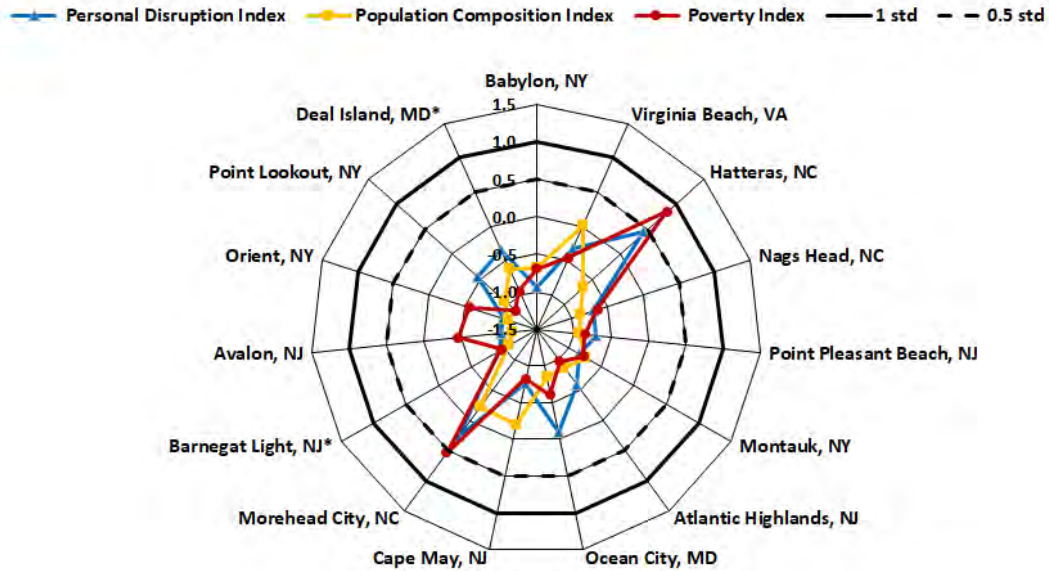 Personal Disruption Index Population Composition Index Poverty Index 1 std 0.5 std
Babylon, NY
Deal Island, MD*
Virginia Beach, VA
Point Lookout, NY
Hatteras, NC
Orient, NY
Nags Head, NC
Avalon, NJ
Point Pleasant Beach, NJ
Barnegat Light, NJ*
Montauk, NY
Morehead City, NC
Atlantic Highlands, NJ
Cape May, NJ
Ocean City, MD
1.5
1.0
0.5
0.0
-0.5
-1.0
-1.5